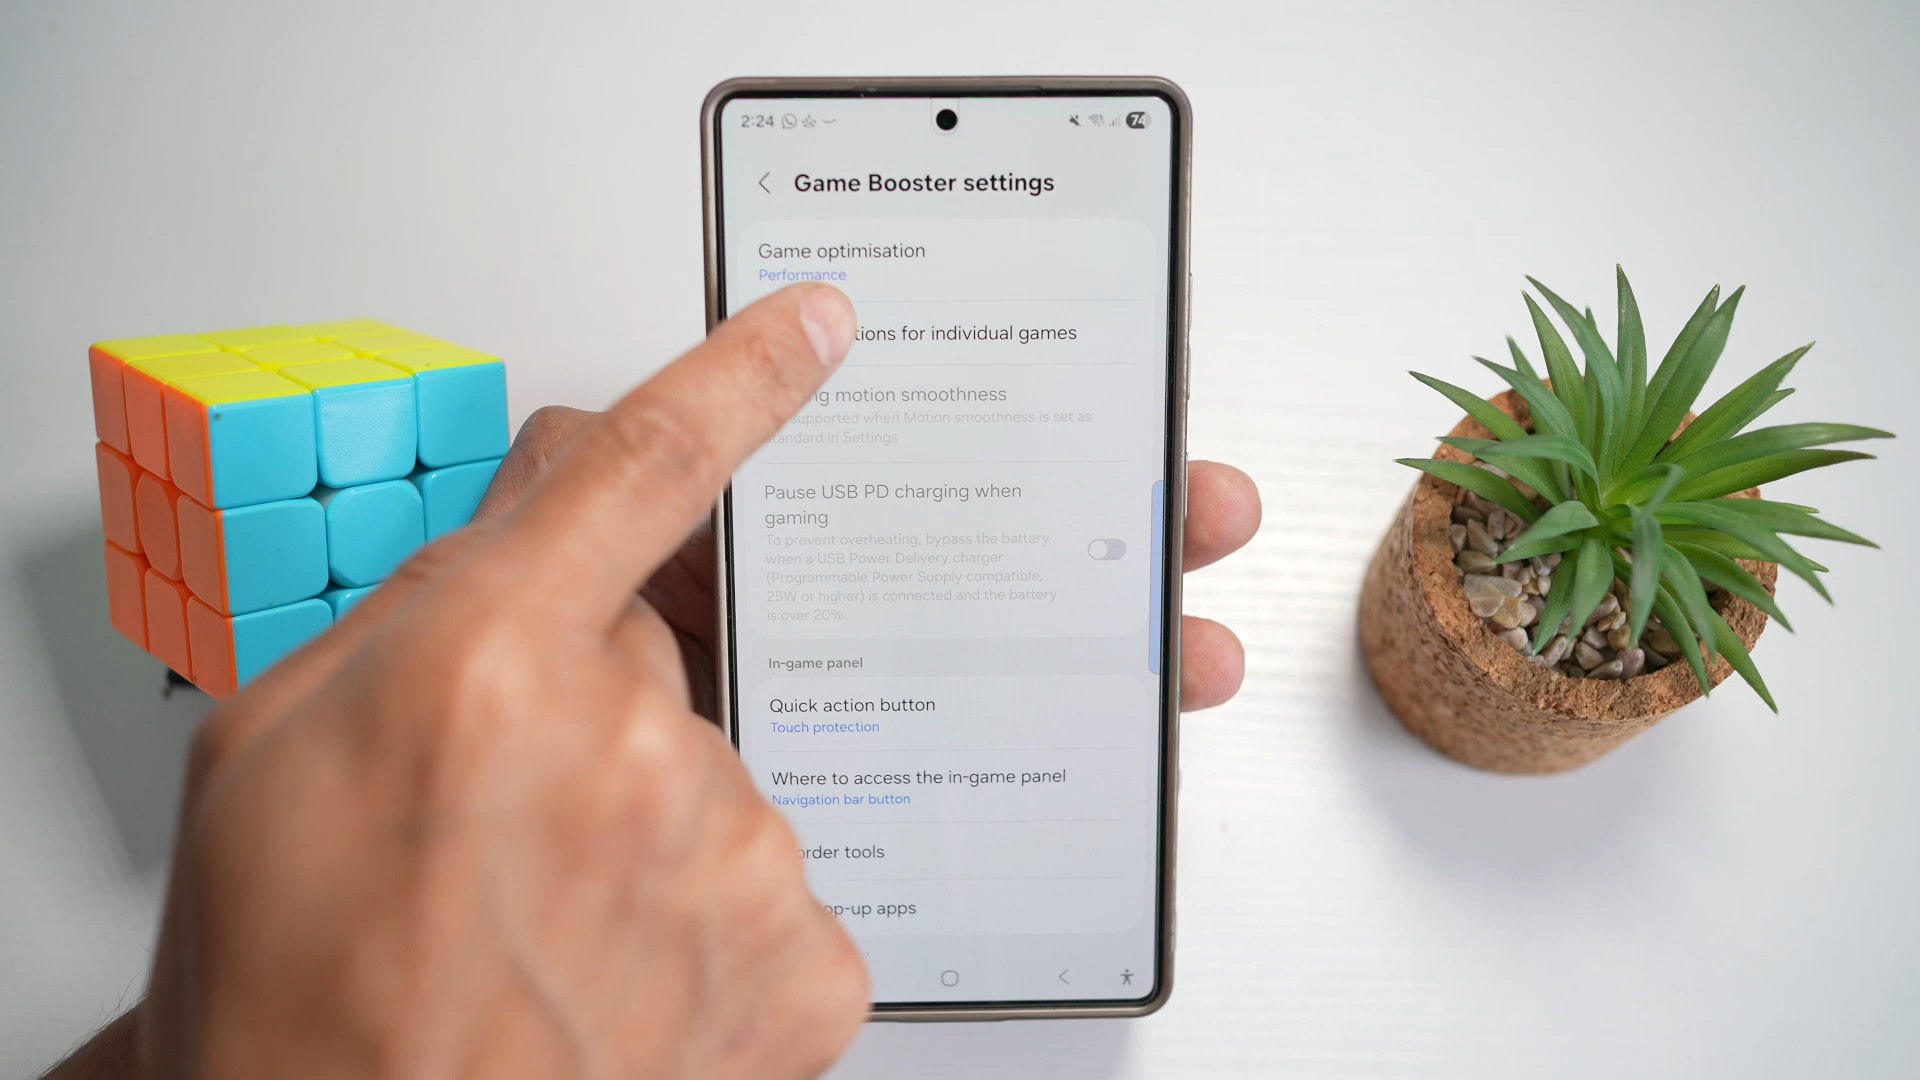 2:24 74
Game Booster settings
Game optimisation
Performance
tions for individual games
ng motion smoothness
supported when Motion smoothness is set as
standard in Settings
Pause USB PD charging when
gaming
To prevent overheating, bypass the battery
when a USB Power Delivery charger
(Programmable Power Supply compatible,
25W or higher) is connected and the battery
is over 20%.
In-game panel
Quick action button
Touch protection
Where to access the in-game panel
Navigation bar button
order tools
op-up apps